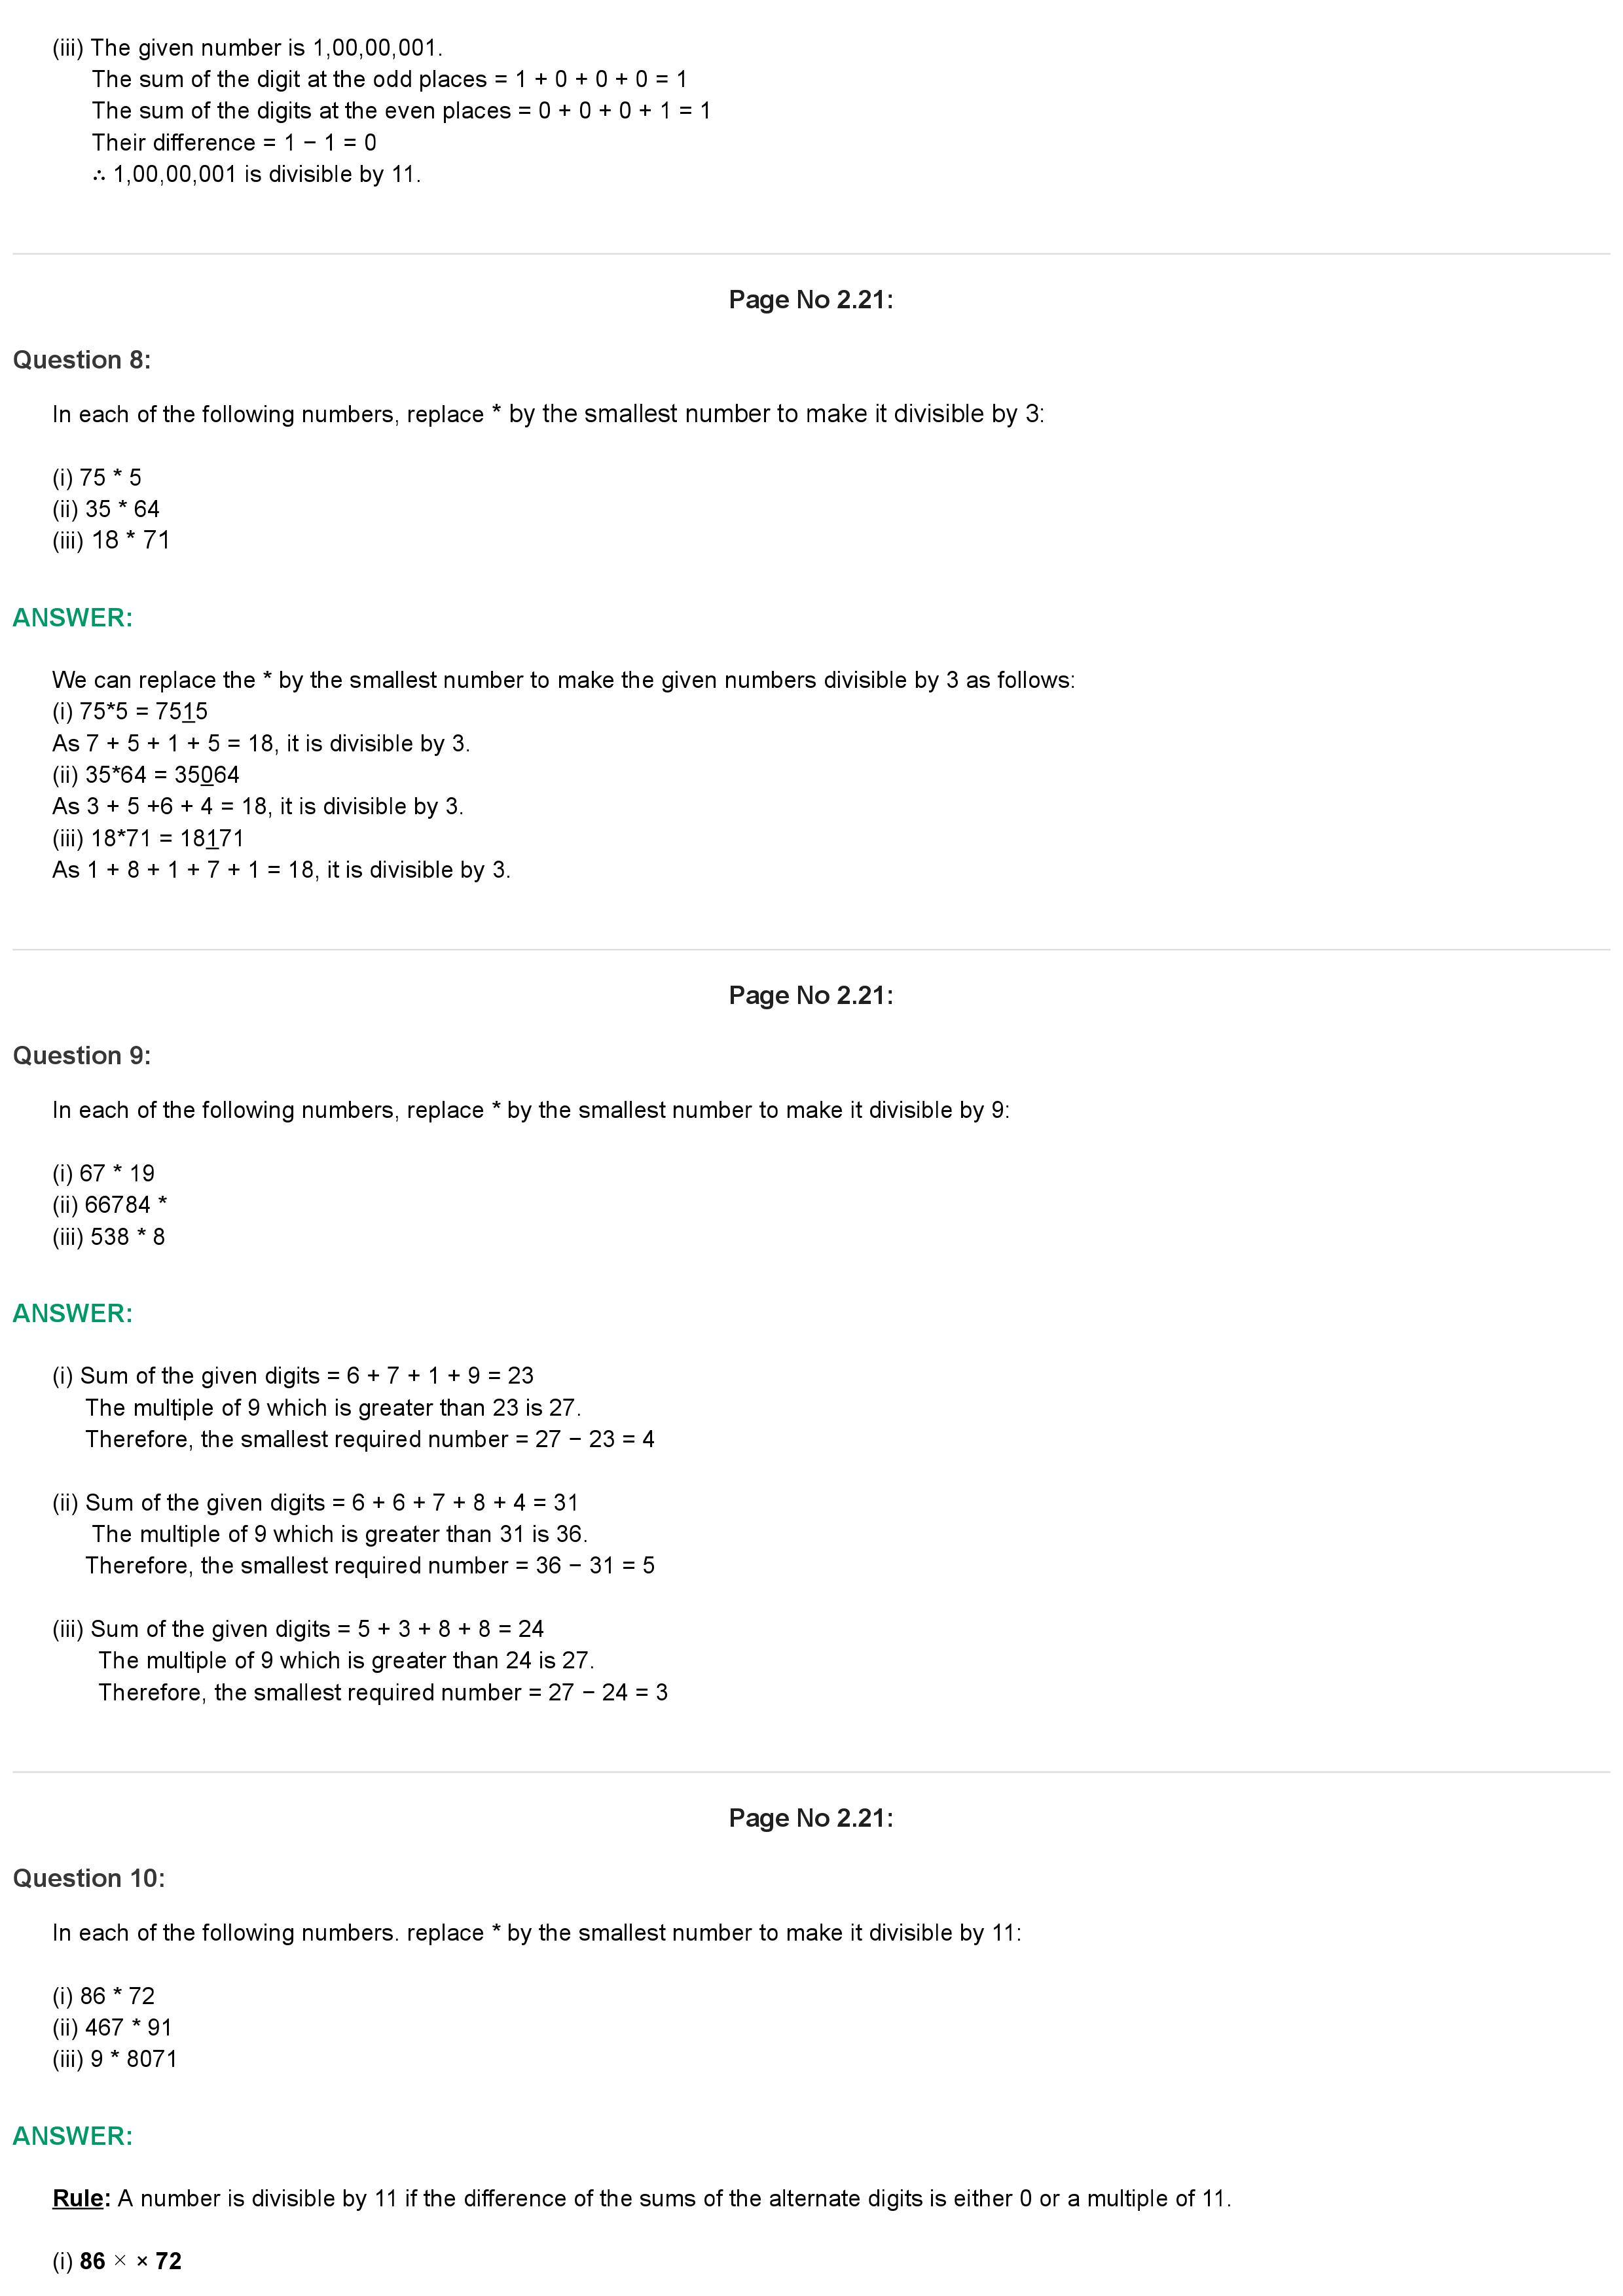 (iii) The given number is 1,00,00,001.
The sum of the digit at the odd places = 1 + 0 + 0 + 0 = 1
The sum of the digits at the even places = 0 + 0 + 0 + 1 = 1
Their difference = 1 − 1 = 0
∴ 1,00,00,001 is divisible by 11.
Page No 2.21:
Question 8:
In each of the following numbers, replace * by the smallest number to make it divisible by 3:
(i) 75 * 5
(ii) 35 * 64
(iii) 18 * 71
ANSWER:
We can replace the * by the smallest number to make the given numbers divisible by 3 as follows:
(i) 75*5 = 7515
As 7 + 5 + 1 + 5 = 18, it is divisible by 3.
(ii) 35*64 = 35064
As 3 + 5 +6 + 4 = 18, it is divisible by 3.
(iii) 18*71 = 18171
As 1 + 8 + 1 + 7 + 1 = 18, it is divisible by 3.
Page No 2.21:
Question 9:
In each of the following numbers, replace * by the smallest number to make it divisible by 9:
(i) 67 * 19
(ii) 66784 *
(iii) 538 * 8
ANSWER:
(i) Sum of the given digits = 6 + 7 + 1 + 9 = 23
The multiple of 9 which is greater than 23 is 27.
Therefore, the smallest required number = 27 − 23 = 4
(ii) Sum of the given digits = 6 + 6 + 7 + 8 + 4 = 31
The multiple of 9 which is greater than 31 is 36.
Therefore, the smallest required number = 36 − 31 = 5
(iii) Sum of the given digits = 5 + 3 + 8 + 8 = 24
The multiple of 9 which is greater than 24 is 27.
Therefore, the smallest required number = 27 − 24 = 3
Page No 2.21:
Question 10:
In each of the following numbers. replace * by the smallest number to make it divisible by 11:
(i) 86 * 72
(ii) 467 * 91
(iii) 9 * 8071
ANSWER:
Rule: A number is divisible by 11 if the difference of the sums of the alternate digits is either 0 or a multiple of 11.
(i) 86 × × 72